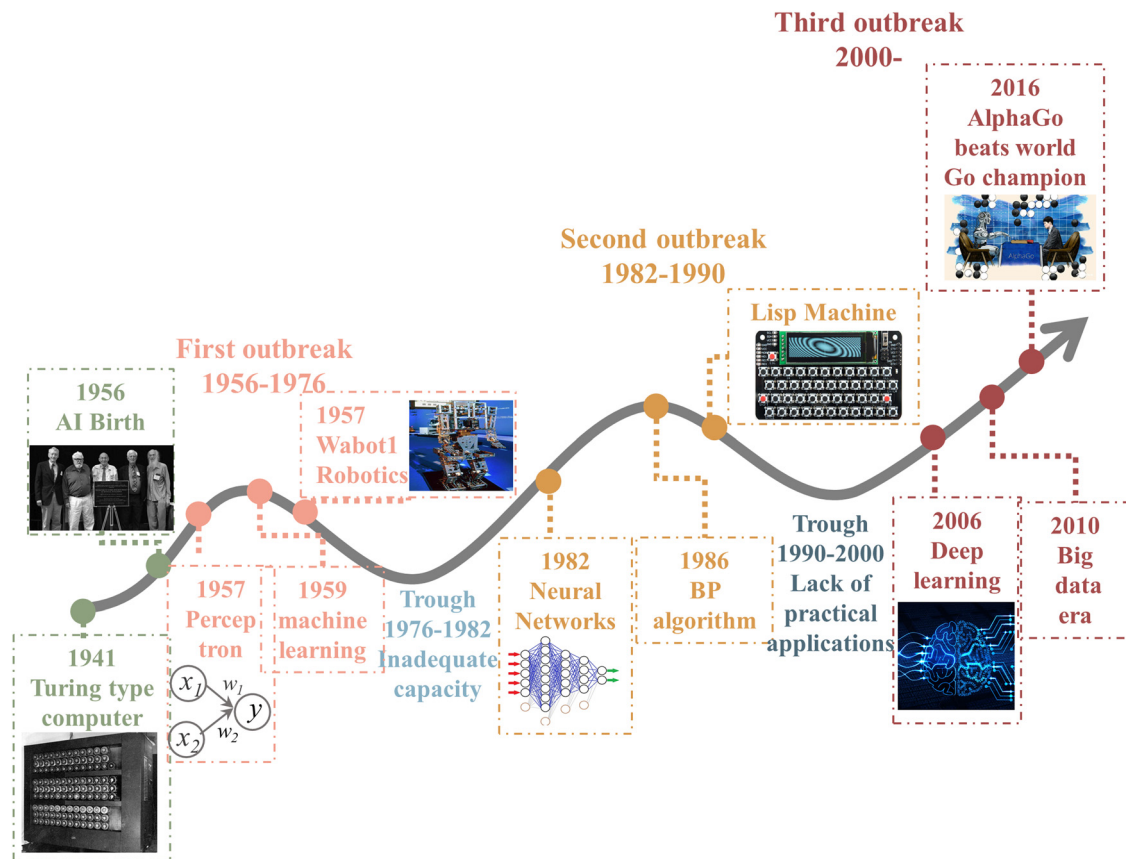 Third outbreak
2000-
2016
AlphaGo
beats world
Go champion
AlphaGo
Second outbreak
1982-1990
Lisp Machine
First outbreak
1956-1976
1956
AI Birth
1957
Wabot1
Robotics
1957
Percep
tron
x1
w1
y
x2
w2
1959
machine
learning
Trough
1976-1982
Inadequate
capacity
1982
Neural
Networks
1986
BP
algorithm
Trough
1990-2000
Lack of
practical
applications
2006
Deep
learning
2010
Big
data
era
1941
Turing type
computer